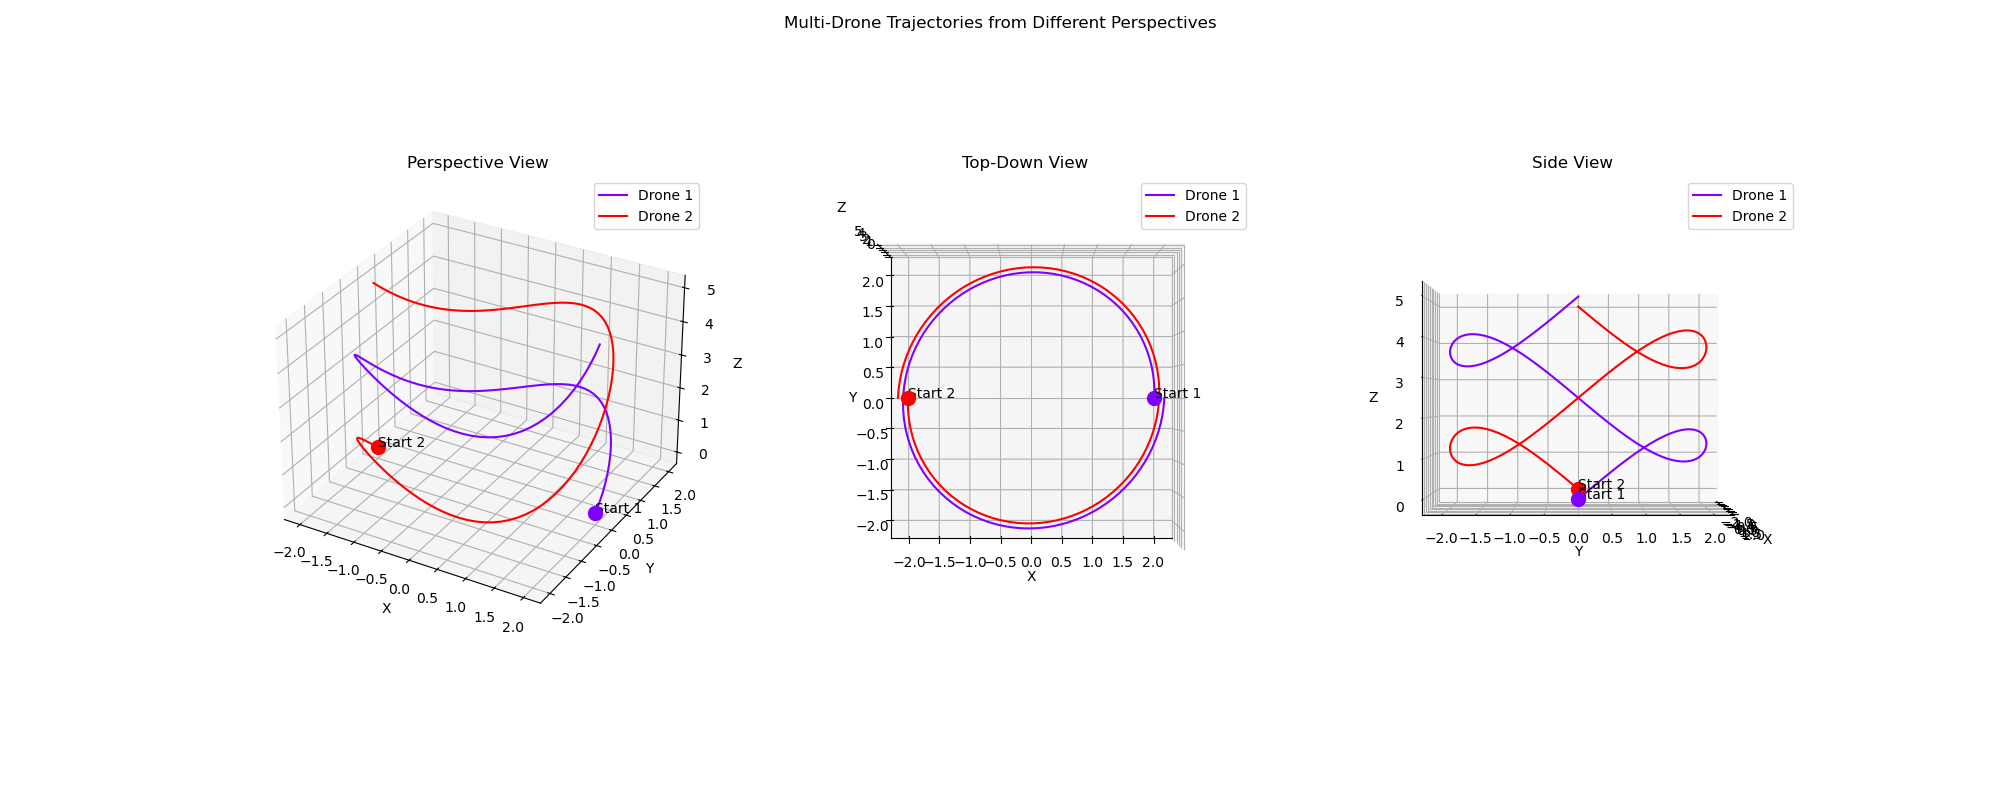 Multi-Drone Trajectories from Different Perspectives
Perspective View
Drone 1
Drone 2
5
4
3
2
1
0
Z
Start 2
Start 1
−2.0
−1.5
−1.0
−0.5
0.0
0.5
1.0
1.5
2.0
X
2.0
1.5
1.0
0.5
0.0
−0.5
−1.0
−1.5
−2.0
Y
Top-Down View
Drone 1
Drone 2
Z
5
0
2.0
1.5
1.0
0.5
0.0
−0.5
−1.0
−1.5
−2.0
Y
Start 2
Start 1
−2.0 −1.5 −1.0 −0.5 0.0 0.5 1.0 1.5 2.0
X
Side View
Drone 1
Drone 2
5
4
3
2
1
0
Z
Start 2
Start 1
−2.0 −1.5 −1.0 −0.5 0.0 0.5 1.0 1.5 2.0
Y
X